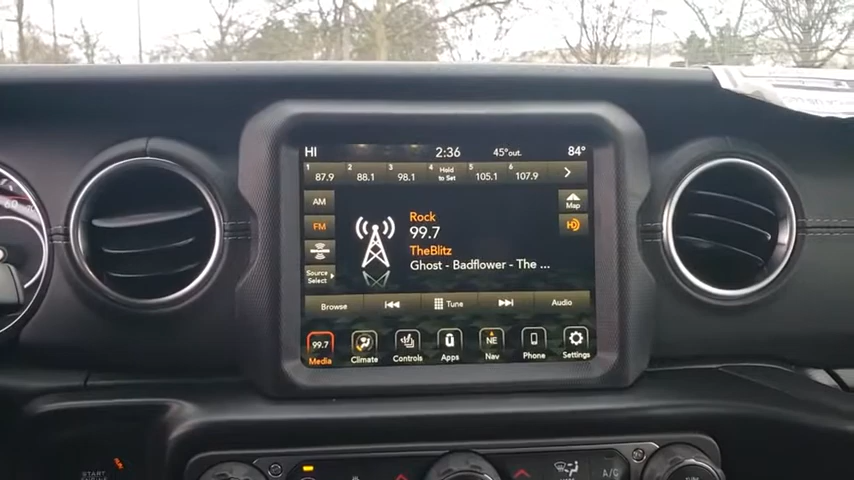 HI 2:36 45°out. 84°
1 2 3 4 5 6
87.9 88.1 98.1 Hold to Set 105.1 107.9
AM
Map
FM
Source Select
Rock
99.7
TheBlitz
Ghost - BadFlower - The ...
Browse Tune Audio
99.7 NE
Media Climate Controls Apps Nav Phone Settings
60
START
A/C